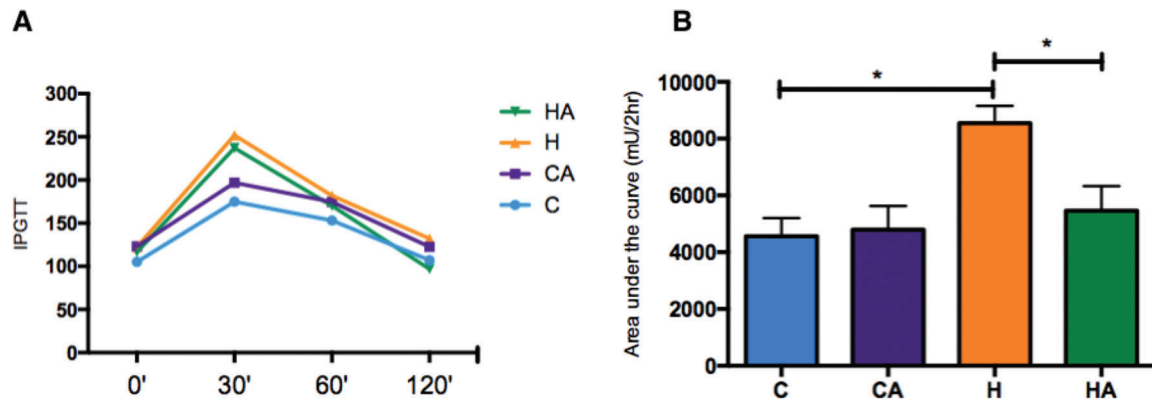 A
IPGTT
300
250
200
150
100
50
0
0' 30' 60' 120'
HA
H
CA
C
B
Area under the curve (mU/2hr)
10000
8000
6000
4000
2000
0
* *
C CA H HA